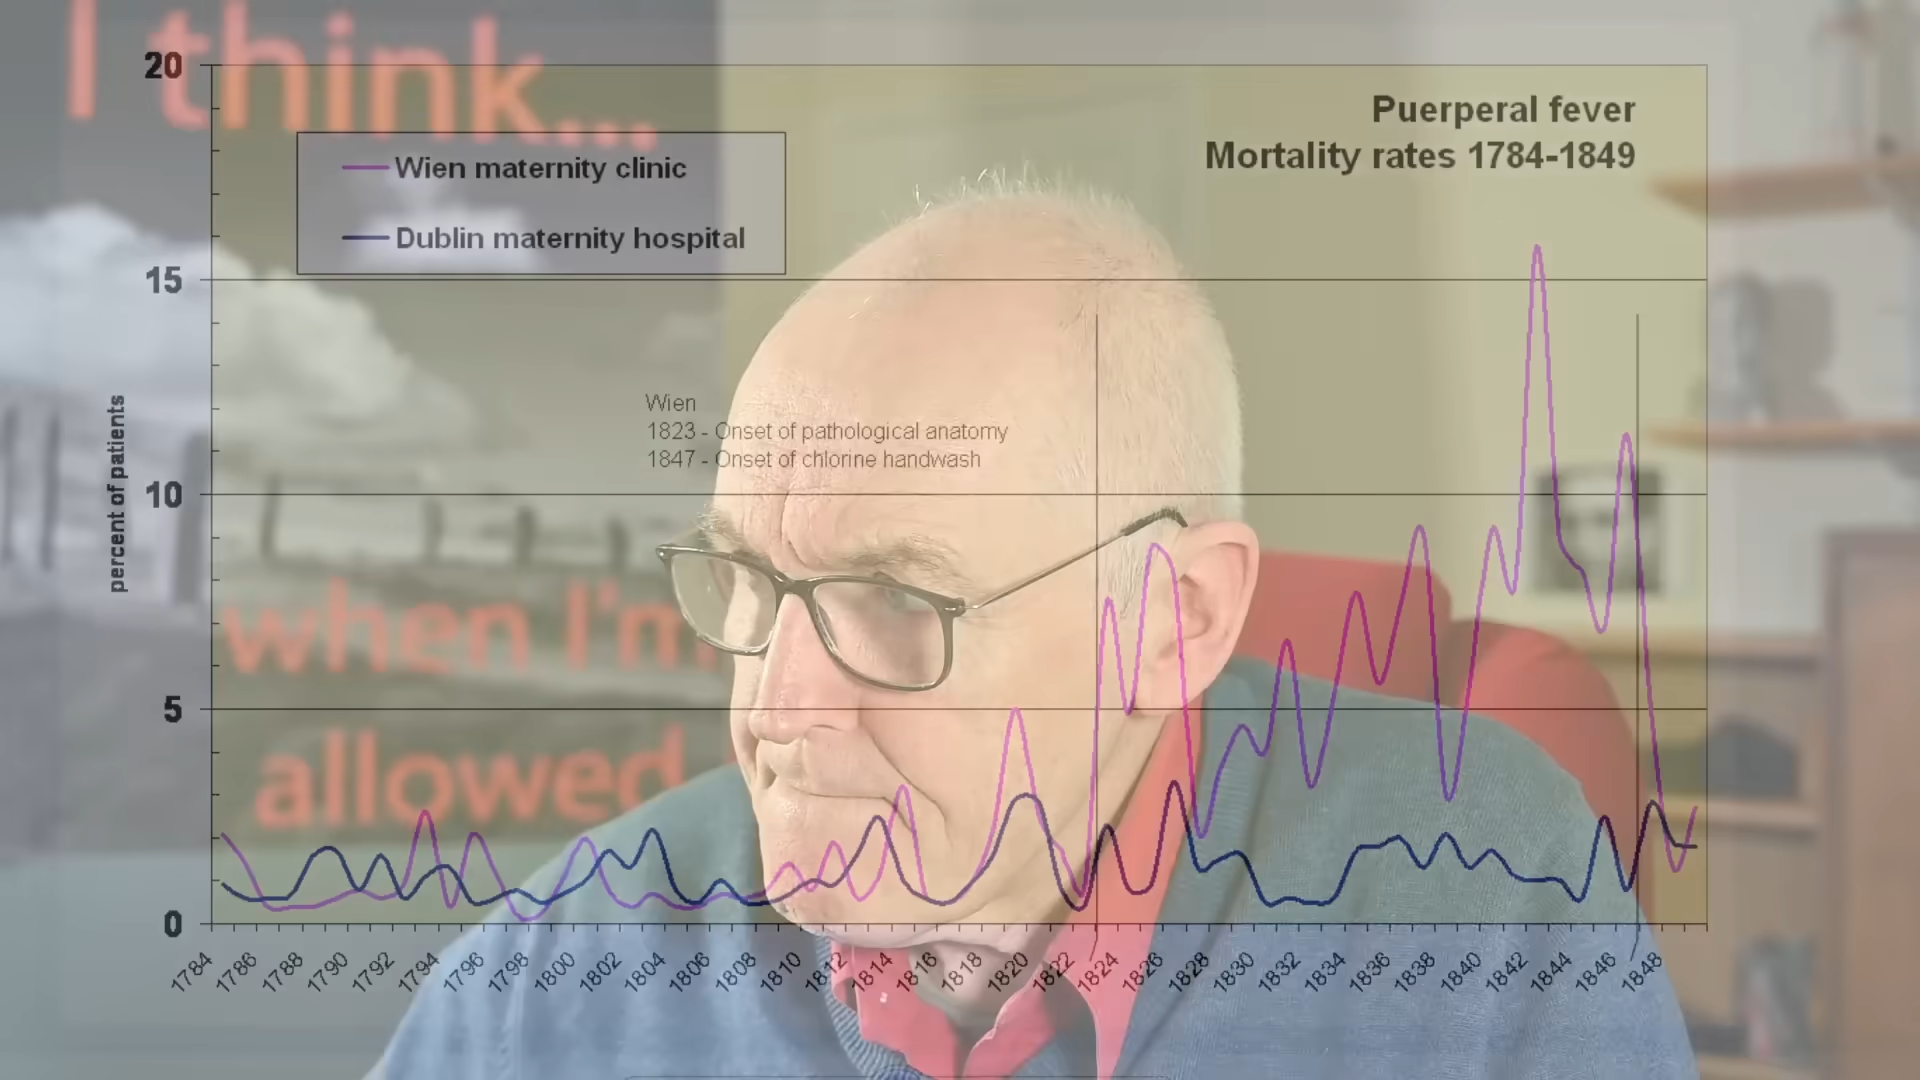 I think...
when I'm
allowed
Puerperal fever
Mortality rates 1784-1849
Wien maternity clinic
Dublin maternity hospital
Wien
1823 - Onset of pathological anatomy
1847 - Onset of chlorine handwash
percent of patients
20
15
10
5
0
1784 1786 1788 1790 1792 1794 1796 1798 1800 1802 1804 1806 1808 1810 1812 1814 1816 1818 1820 1822 1824 1826 1828 1830 1832 1834 1836 1838 1840 1842 1844 1846 1848